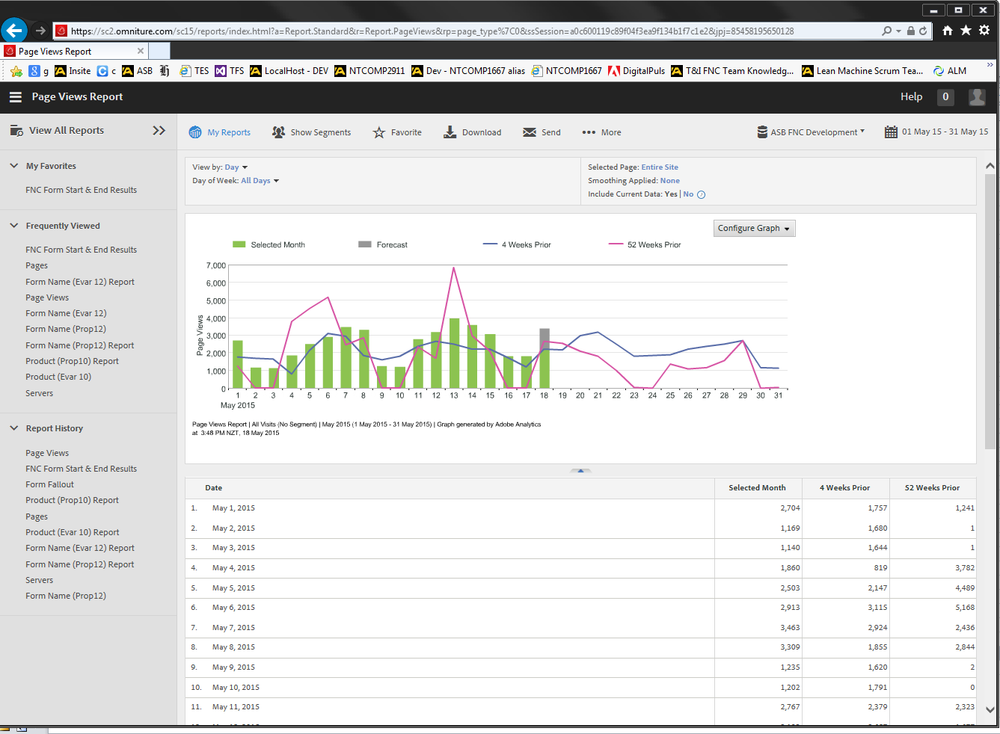 https://sc2.omniture.com/sc15/reports/index.html?a=Report.Standard&r=Report.PageViews&rp=page_type%7C0&ssSession=a0c600119c89f04f3ea9f134b1f7c1e2&jpj=85458195650128
Page Views Report
g Insite c ASB TES TFS LocalHost - DEV NTCOMP2911 Dev - NTCOMP1667 alias NTCOMP1667 DigitalPuls T&I FNC Team Knowledg... Lean Machine Scrum Tea... ALM
Page Views Report
Help 0
View All Reports
My Reports Show Segments Favorite Download Send More ASB FNC Development 01 May 15 - 31 May 15
My Favorites
FNC Form Start & End Results
Frequently Viewed
FNC Form Start & End Results
Pages
Form Name (Evar 12) Report
Page Views
Form Name (Evar 12)
Form Name (Prop12)
Form Name (Prop12) Report
Product (Prop10) Report
Product (Evar 10)
Servers
Report History
Page Views
FNC Form Start & End Results
Form Fallout
Product (Prop10) Report
Pages
Product (Evar 10) Report
Form Name (Evar 12) Report
Form Name (Prop12) Report
Servers
Form Name (Prop12)
View by: Day
Day of Week: All Days
Selected Page: Entire Site
Smoothing Applied: None
Include Current Data: Yes | No
Configure Graph
Selected Month Forecast 4 Weeks Prior 52 Weeks Prior
Page Views
7,000
6,000
5,000
4,000
3,000
2,000
1,000
0
1 2 3 4 5 6 7 8 9 10 11 12 13 14 15 16 17 18 19 20 21 22 23 24 25 26 27 28 29 30 31
May 2015
Page Views Report | All Visits (No Segment) | May 2015 (1 May 2015 - 31 May 2015) | Graph generated by Adobe Analytics
at 3:48 PM NZT, 18 May 2015
Date Selected Month 4 Weeks Prior 52 Weeks Prior
1. May 1, 2015 2,704 1,757 1,241
2. May 2, 2015 1,169 1,680 1
3. May 3, 2015 1,140 1,644 1
4. May 4, 2015 1,860 819 3,782
5. May 5, 2015 2,503 2,147 4,489
6. May 6, 2015 2,913 3,115 5,168
7. May 7, 2015 3,463 2,924 2,436
8. May 8, 2015 3,309 1,855 2,844
9. May 9, 2015 1,235 1,620 2
10. May 10, 2015 1,202 1,791 0
11. May 11, 2015 2,767 2,379 2,323